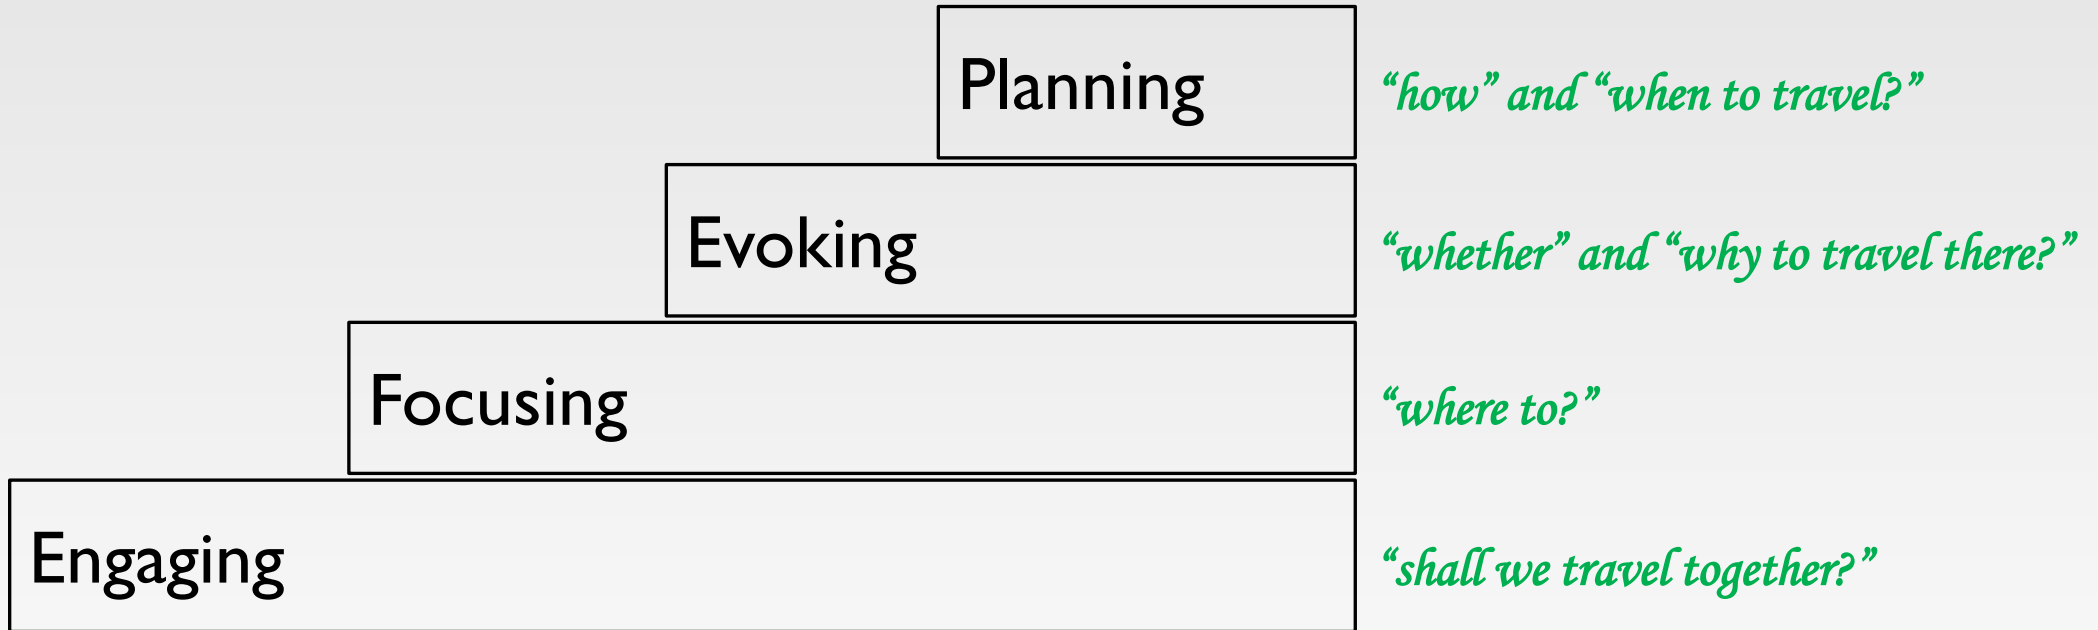 Planning “how” and “when to travel?”
Evoking “whether” and “why to travel there?”
Focusing “where to?”
Engaging “shall we travel together?”